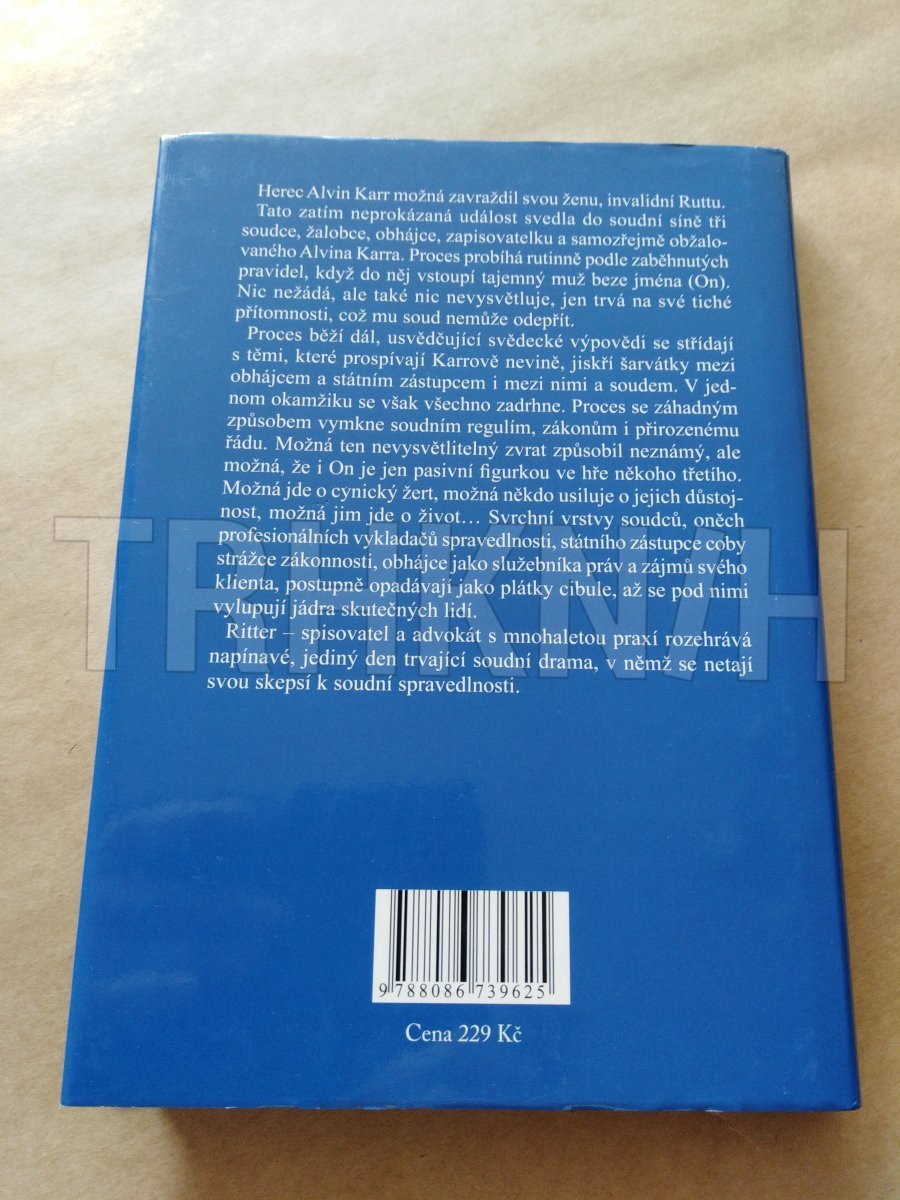 Herec Alvin Karr možná zavraždil svou ženu, invalidní Ruttu.
Tato zatím neprokázaná událost svedla do soudní síně tři
soudce, žalobce, obhájce, zapisovatelku a samozřejmě obžalo-
vaného Alvina Karra. Proces probíhá rutinně podle zaběhnutých
pravidel, když do něj vstoupí tajemný muž beze jména (On).
Nic nežádá, ale také nic nevysvětluje, jen trvá na své tiché
přítomnosti, což mu soud nemůže odepřít.
Proces běží dál, usvědčující svědecké výpovědi se střídají
s těmi, které prospívají Karrově nevině, jiskří šarvátky mezi
obhájcem a státním zástupcem i mezi nimi a soudem. V jed-
nom okamžiku se však všechno zadrhne. Proces se záhadným
způsobem vymkne soudním regulím, zákonům i přirozenému
řádu. Možná ten nevysvětlitelný zvrat způsobil neznámý, ale
možná, že i On je jen pasivní figurkou ve hře někoho třetího.
Možná jde o cynický žert, možná někdo usiluje o jejich důstoj-
nost, možná jim jde o život… Svrchní vrstvy soudců, oněch
profesionálních vykladačů spravedlnosti, státního zástupce coby
strážce zákonnosti, obhájce jako služebníka práv a zájmů svého
klienta, postupně opadávají jako plátky cibule, až se pod nimi
vylupují jádra skutečných lidí.
Ritter – spisovatel a advokát s mnohaletou praxí rozehrává
napínavé, jediný den trvající soudní drama, v němž se netají
svou skepsí k soudní spravedlnosti.
9 788086 739625
Cena 229 Kč